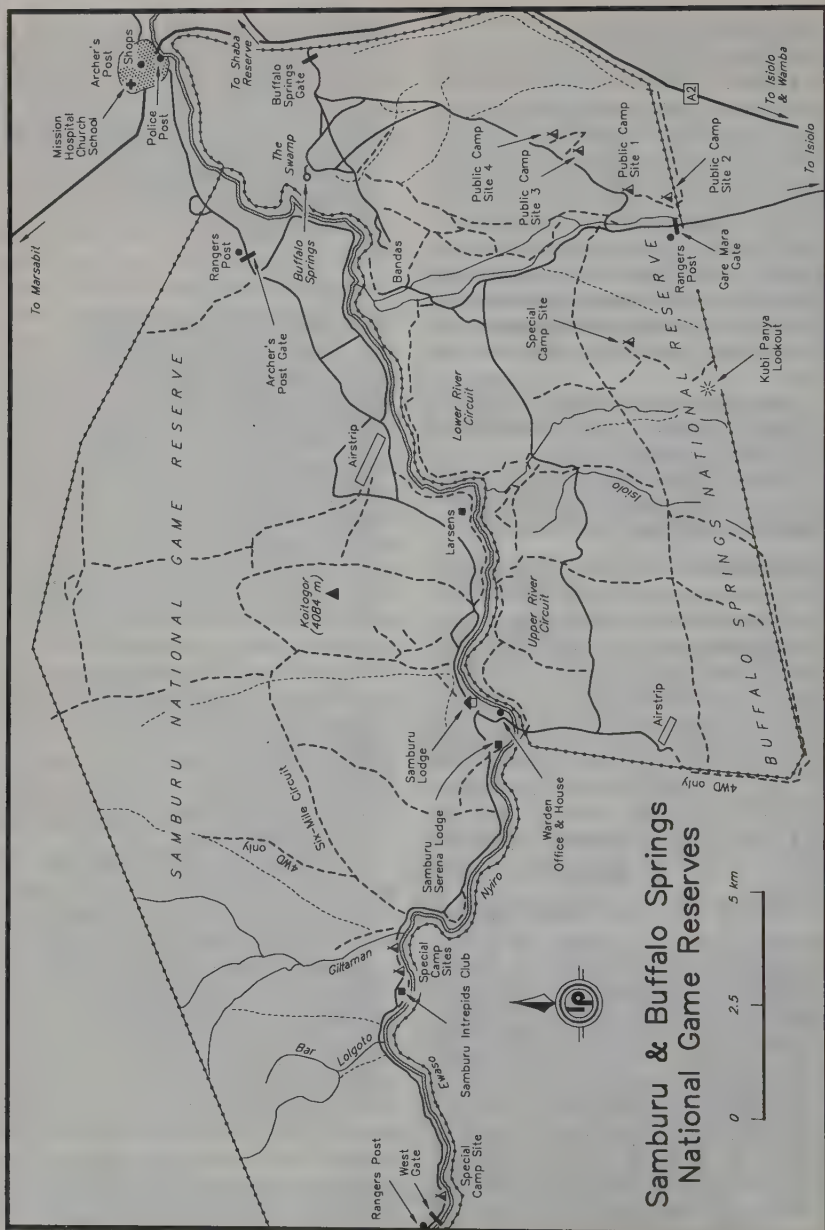 To Marsabit
Mission
Hospital
Church
School
Archer's
Post
Shops
Police
Post
To Shaba
Reserve
Buffalo
Springs
Gate
The
Swamp
Buffalo
Springs
Rangers
Post
Archer's
Post Gate
Bandas
Public Camp
Site 4
Public Camp
Site 3
Public Camp
Site 1
Public Camp
Site 2
A2
To Isiolo
& Wamba
To Isiolo
Rangers
Post
Gare Mara
Gate
Special
Camp Site
Kubi Panya
Lookout
SAMBURU NATIONAL GAME RESERVE
Airstrip
Lower River
Circuit
Larsens
Koitogor
(4084 m)
Isiolo
Upper River
Circuit
BUFFALO SPRINGS NATIONAL RESERVE
Airstrip
4WD only
Samburu
Lodge
Samburu
Serena Lodge
Warden
Office & House
Six-Mile Circuit
4WD
only
Nyiro
Giltaman
Special
Camp
Sites
Samburu Intrepids Club
Bar
Lolgoto
Ewaso
Rangers Post
West
Gate
Special
Camp Site
lp
Samburu & Buffalo Springs
National Game Reserves
0 2.5 5 km